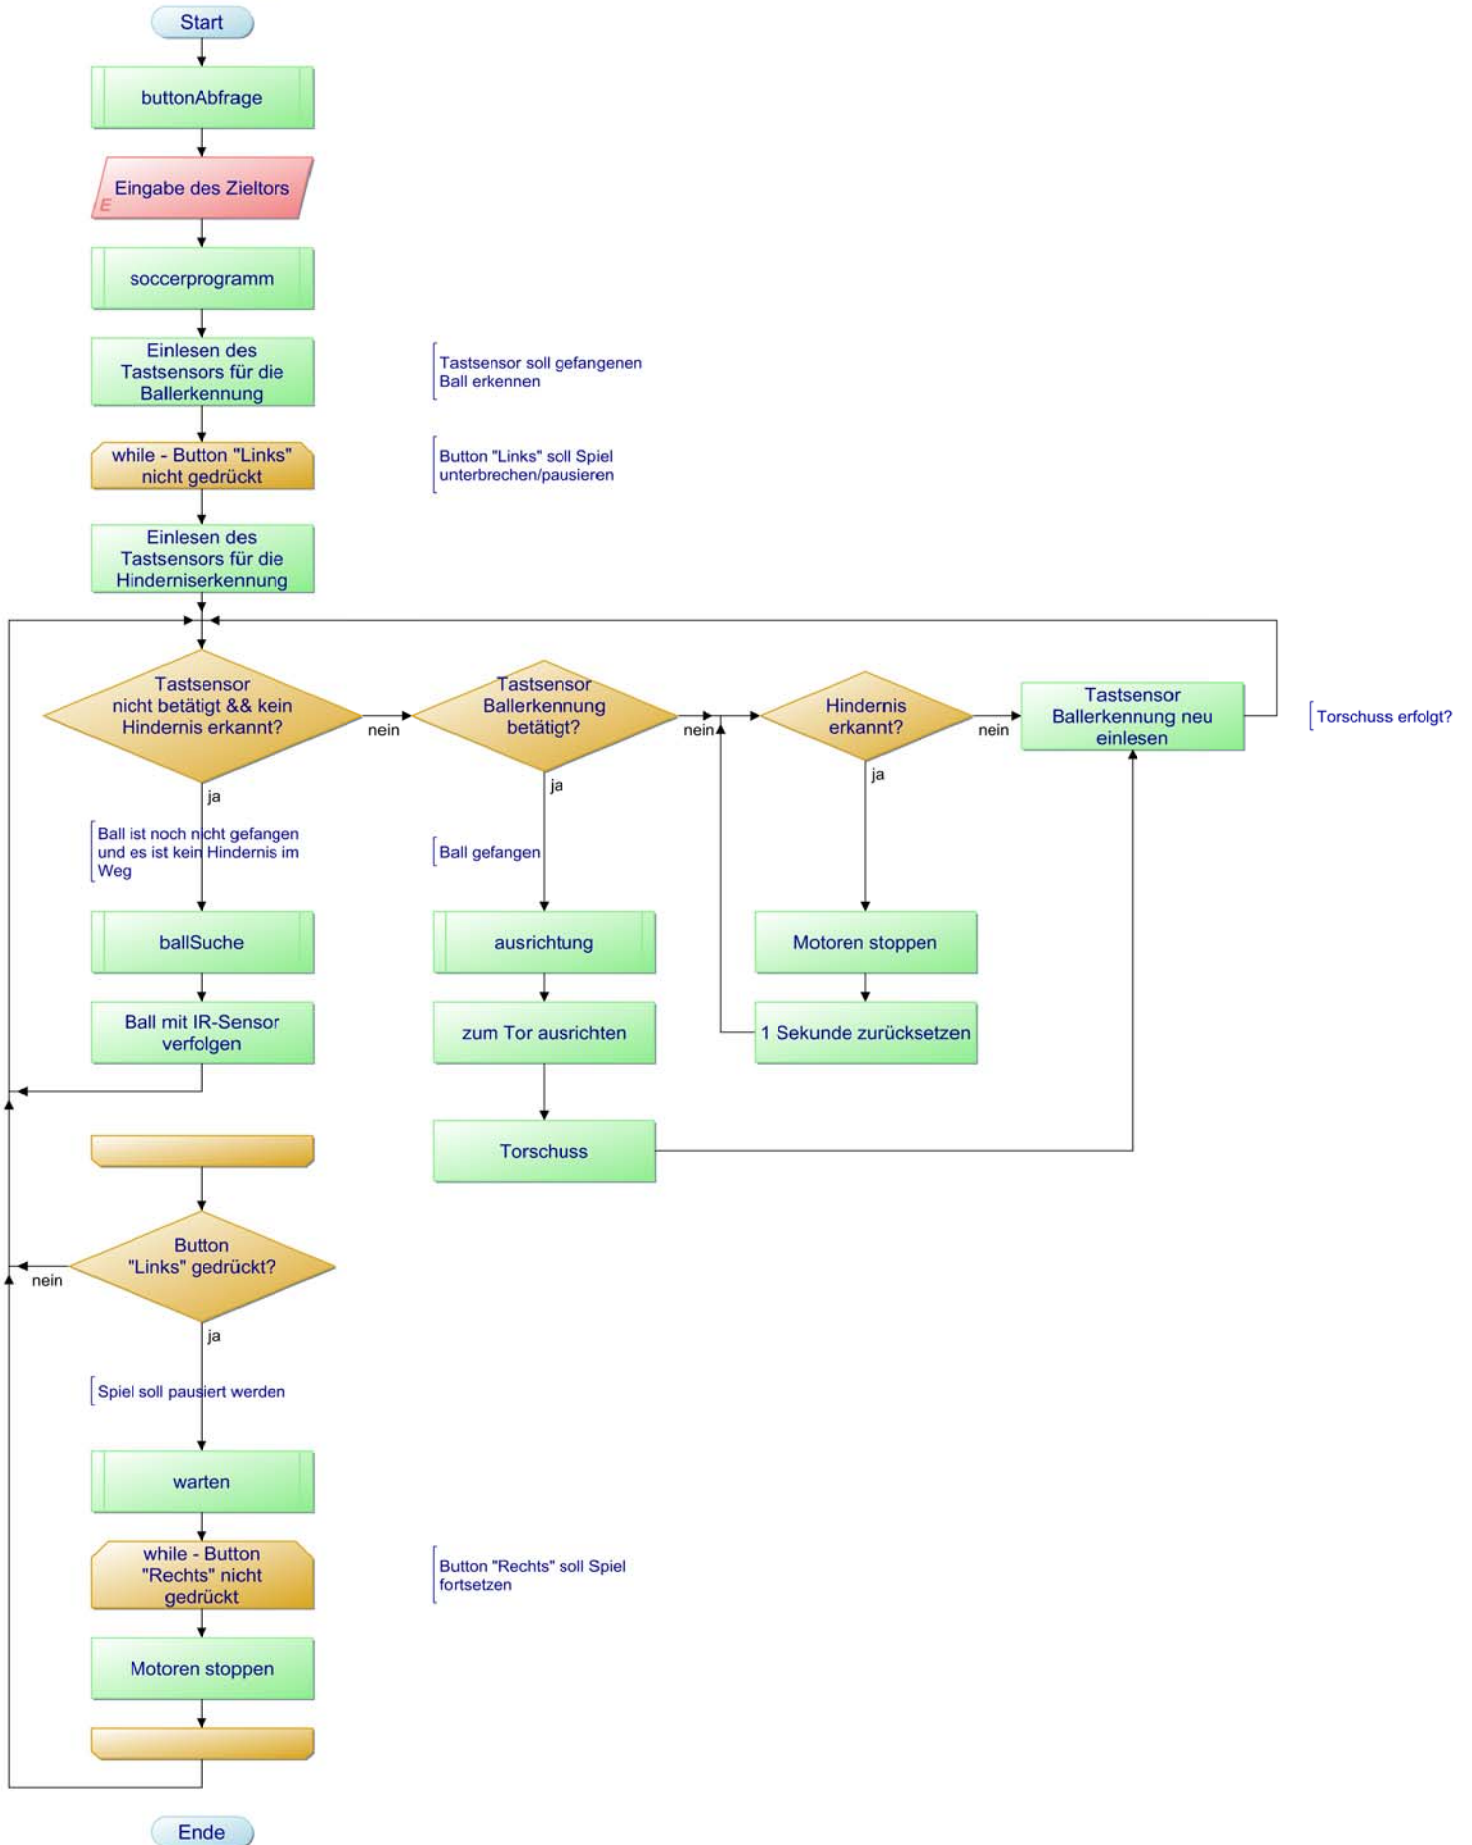 Start
buttonAbfrage
Eingabe des Zieltors
E
soccerprogramm
Einlesen des
Tastsensors für die
Ballerkennung
Tastsensor soll gefangenen
Ball erkennen
while - Button "Links"
nicht gedrückt
Button "Links" soll Spiel
unterbrechen/pausieren
Einlesen des
Tastsensors für die
Hinderniserkennung
Tastsensor
nicht betätigt && kein
Hindernis erkannt?
nein
Tastsensor
Ballerkennung
betätigt?
nein
Hindernis
erkannt?
nein
Tastsensor
Ballerkennung neu
einlesen
Torschuss erfolgt?
ja
ja
ja
Ball ist noch nicht gefangen
und es ist kein Hindernis im
Weg
Ball gefangen
ballSuche
ausrichtung
Motoren stoppen
Ball mit IR-Sensor
verfolgen
zum Tor ausrichten
1 Sekunde zurücksetzen
Torschuss
Button
"Links" gedrückt?
nein
ja
Spiel soll pausiert werden
warten
while - Button
"Rechts" nicht
gedrückt
Button "Rechts" soll Spiel
fortsetzen
Motoren stoppen
Ende